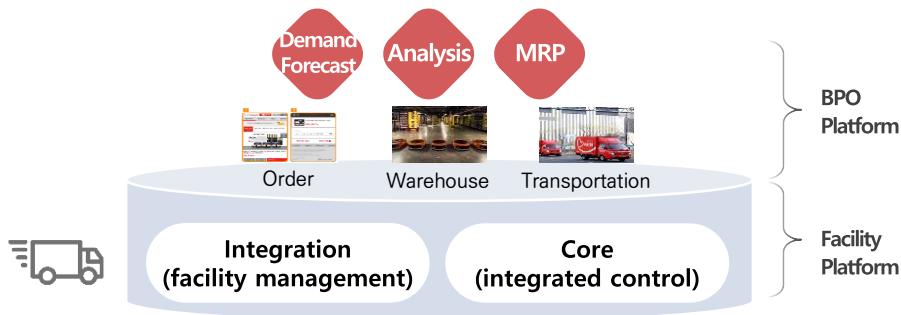 Demand
Forecast
Analysis
MRP
BPO
Platform
Order
Warehouse
Transportation
Integration
(facility management)
Core
(integrated control)
Facility
Platform